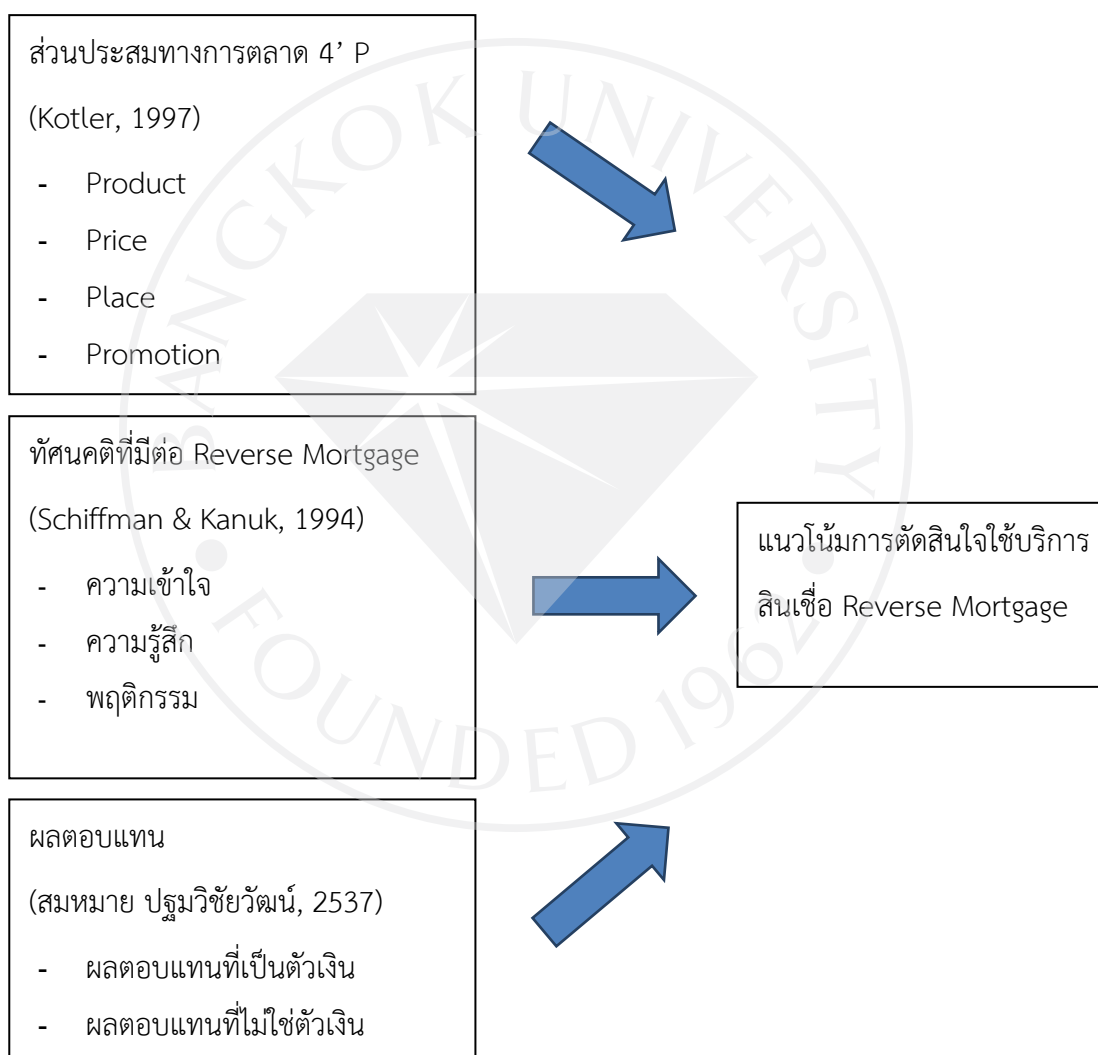 ส่วนประสมทางการตลาด 4’ P
(Kotler, 1997)
- Product
- Price
- Place
- Promotion
ทัศนคติที่มีต่อ Reverse Mortgage
(Schiffman & Kanuk, 1994)
- ความเข้าใจ
- ความรู้สึก
- พฤติกรรม
ผลตอบแทน
(สมหมาย ปฐมวิชัยวัฒน์, 2537)
- ผลตอบแทนที่เป็นตัวเงิน
- ผลตอบแทนที่ไม่ใช่ตัวเงิน
แนวโน้มการตัดสินใจใช้บริการ
สินเชื่อ Reverse Mortgage
BANGKOK UNIVERSITY
FOUNDED 1962